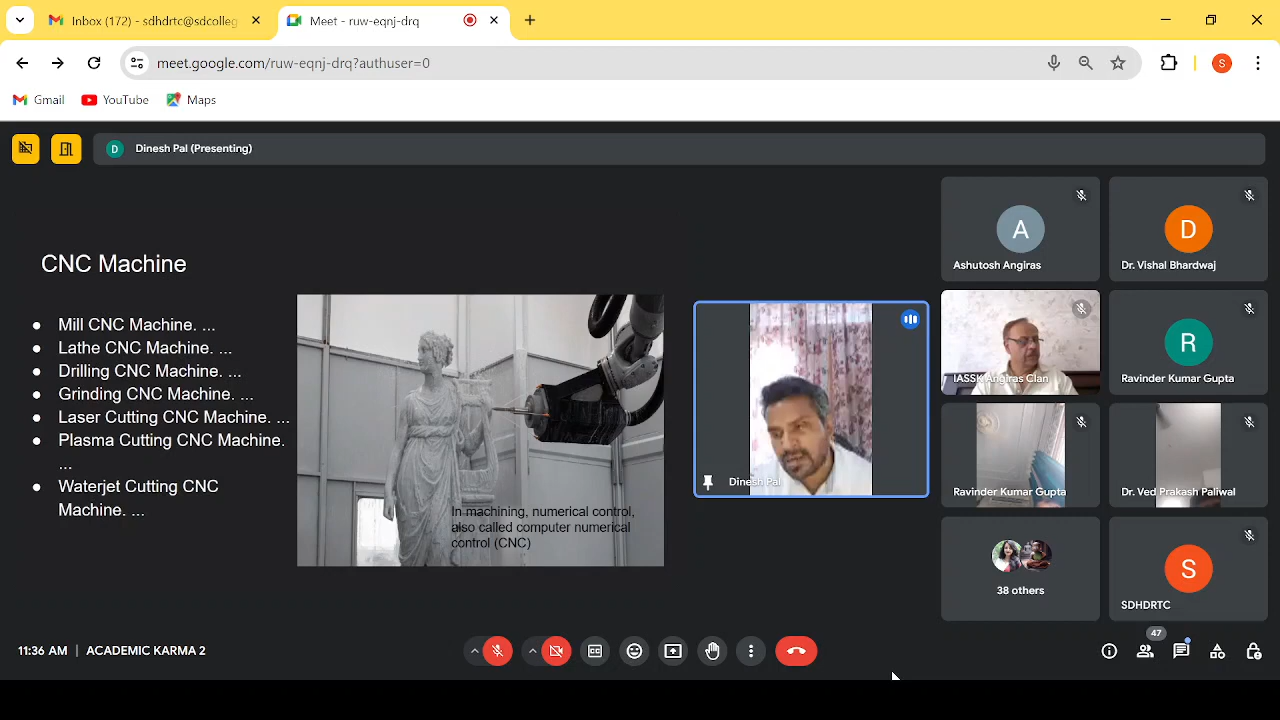 Inbox (172) - sdhdrtc@sdcolleg
Meet - ruw-eqnj-drq
meet.google.com/ruw-eqnj-drq?authuser=0
S
Gmail
YouTube
Maps
D
Dinesh Pal (Presenting)
CNC Machine
● Mill CNC Machine. ...
● Lathe CNC Machine. ...
● Drilling CNC Machine. ...
● Grinding CNC Machine. ...
● Laser Cutting CNC Machine. ...
● Plasma Cutting CNC Machine.
...
● Waterjet Cutting CNC
Machine. ...
In machining, numerical control,
also called computer numerical
control (CNC)
Dinesh Pal
A
Ashutosh Angiras
D
Dr. Vishal Bhardwaj
IASSK Angiras Clan
R
Ravinder Kumar Gupta
Ravinder Kumar Gupta
Dr. Ved Prakash Paliwal
38 others
S
SDHDRTC
11:36 AM | ACADEMIC KARMA 2
CC
47